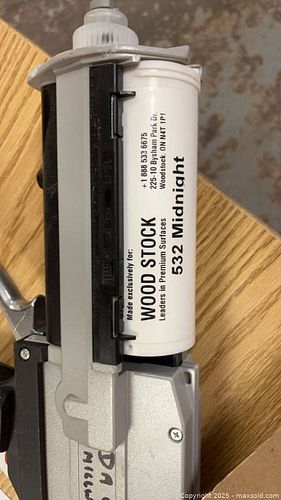 +1 888 533 6675
225-10 Bysham Park Dr.
Woodstock, ON N4T 1P1
Made exclusively for:
WOOD STOCK
Leaders in Premium Surfaces
532 Midnight
DA
Copyright © 2025 - maxsold.com